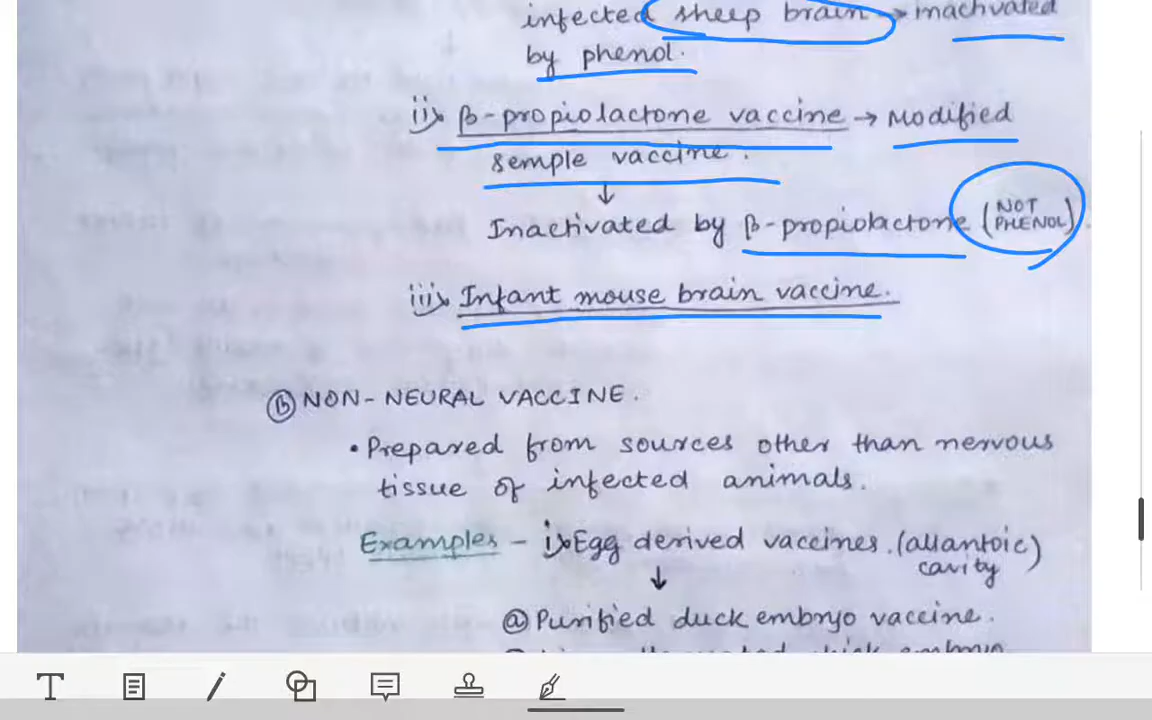 infected sheep brain → inactivated
by phenol.
ii) β-propiolactone vaccine → Modified
semple vaccine.
↓
Inactivated by β-propiolactone (NOT PHENOL).
iii) Infant mouse brain vaccine.
Ⓑ NON-NEURAL VACCINE.
• Prepared from sources other than nervous
tissue of infected animals.
Examples - i) Egg derived vaccines. (allantoic cavity)
↓
ⓐ Purified duck embryo vaccine.
chick embryo
T